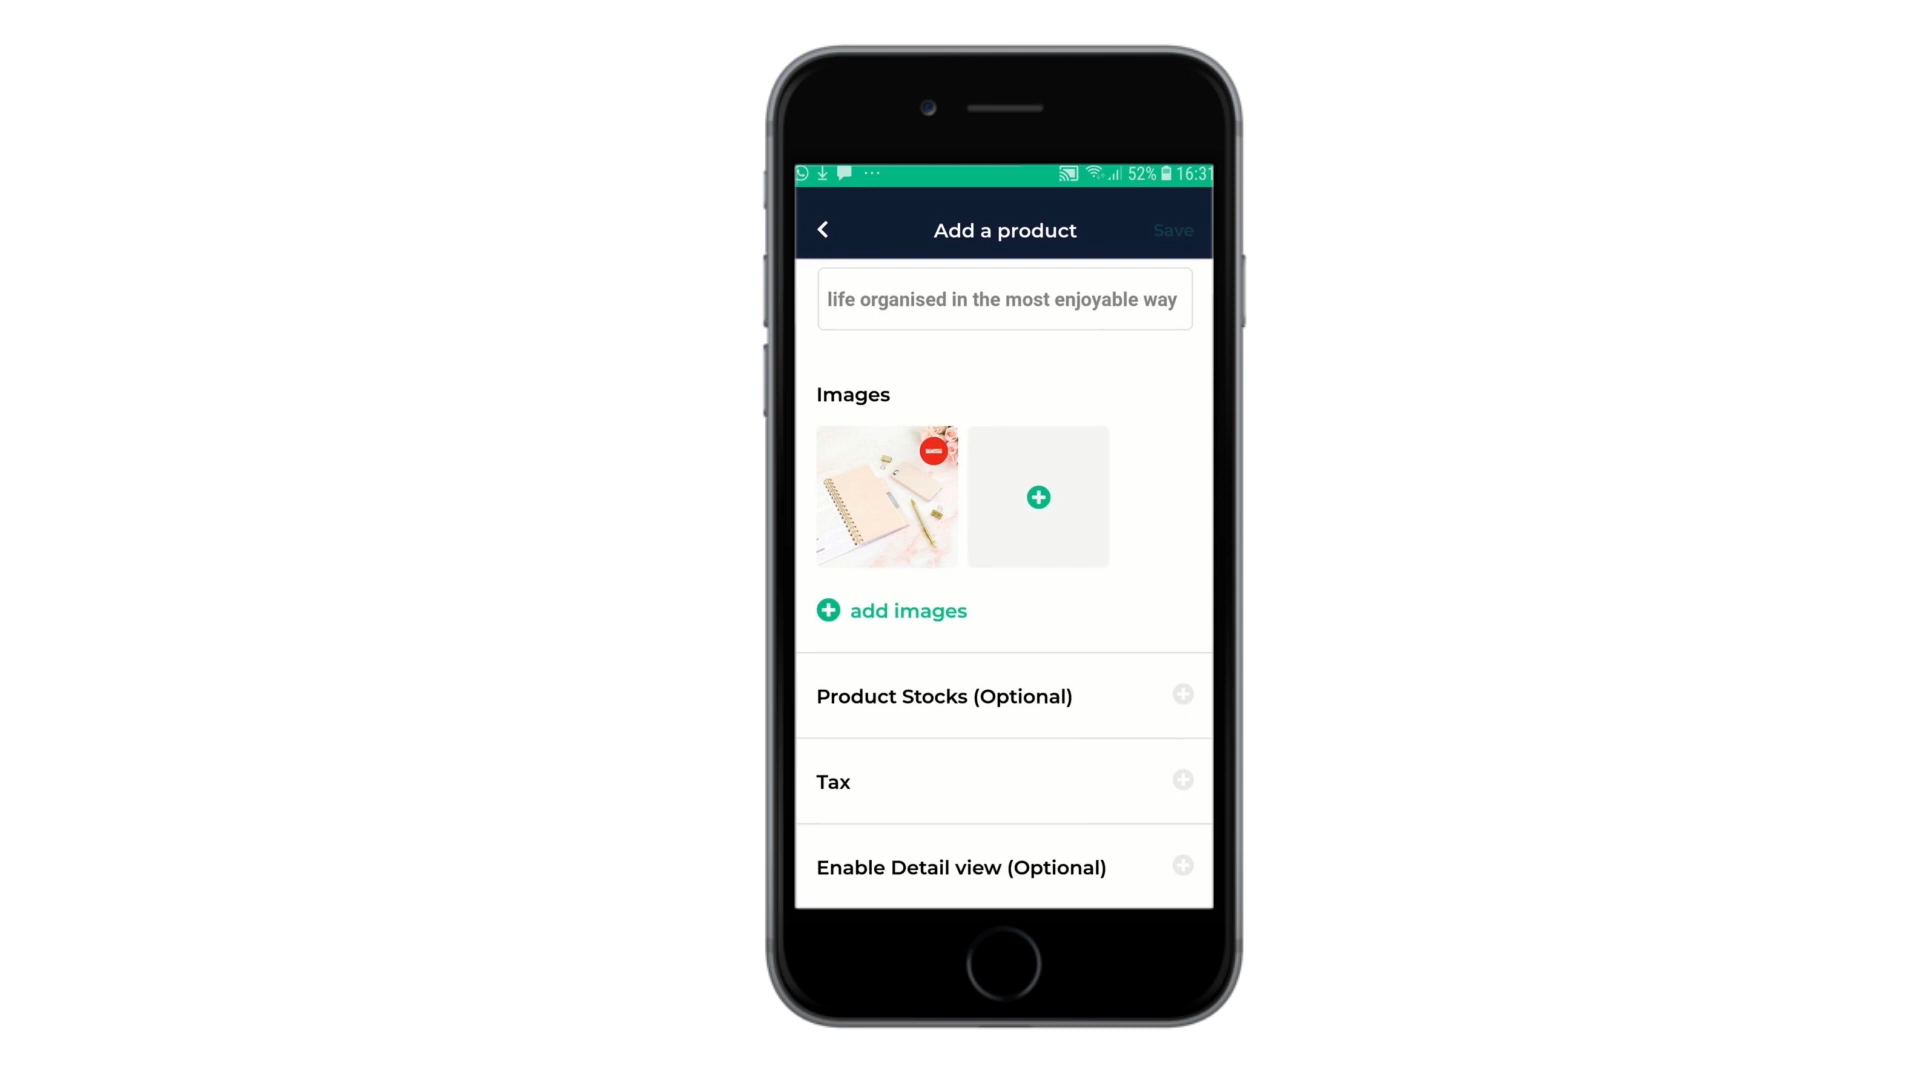 52% 16:31
Add a product Save
life organised in the most enjoyable way
Images
add images
Product Stocks (Optional)
Tax
Enable Detail view (Optional)